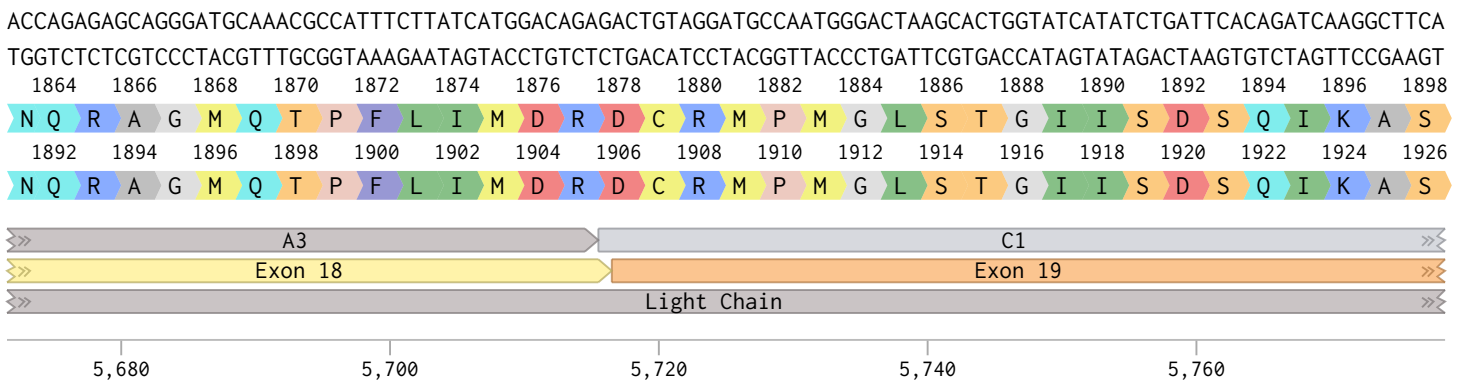 ACCAGAGAGCAGGGATGCAAACGCCATTTCTTATCATGGACAGAGACTGTAGGATGCCAATGGGACTAAGCACTGGTATCATATCTGATTCACAGATCAAGGCTTCA
TGGTCTCTCGTCCCTACGTTTGCGGTAAAGAATAGTACCTGTCTCTGACATCCTACGGTTACCCTGATTCGTGACCATAGTATAGACTAAGTGTCTAGTTCCGAAGT
1864 1866 1868 1870 1872 1874 1876 1878 1880 1882 1884 1886 1888 1890 1892 1894 1896 1898
N Q R A G M Q T P F L I M D R D C R M P M G L S T G I I S D S Q I K A S
1892 1894 1896 1898 1900 1902 1904 1906 1908 1910 1912 1914 1916 1918 1920 1922 1924 1926
N Q R A G M Q T P F L I M D R D C R M P M G L S T G I I S D S Q I K A S
A3 C1
Exon 18 Exon 19
Light Chain
5,680 5,700 5,720 5,740 5,760